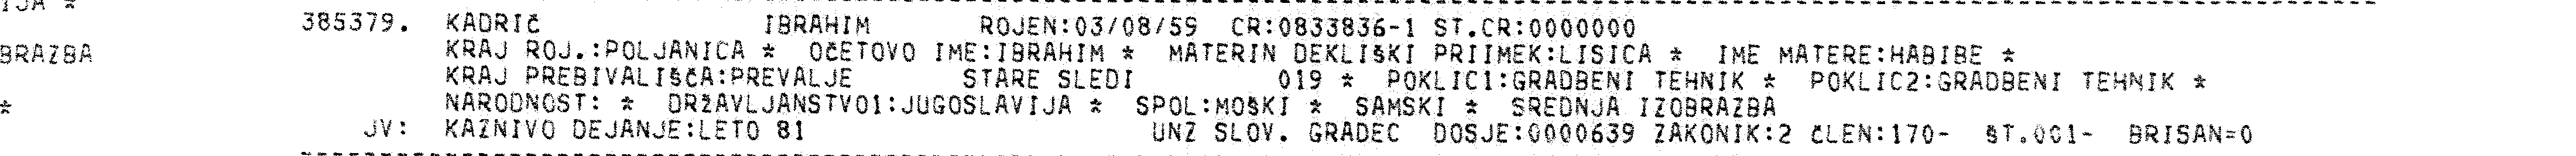 IJA *
385379. KADRIČ IBRAHIM ROJEN:03/08/59 CR:0833836-1 ST.CR:0000000
BRAZBA KRAJ ROJ.:POLJANICA * OČETOVO IME:IBRAHIM * MATERIN DEKLIŠKI PRIIMEK:LISICA * IME MATERE:HABIBE *
KRAJ PREBIVALIŠČA:PREVALJE STARE SLEDI 019 * POKLIC1:GRADBENI TEHNIK * POKLIC2:GRADBENI TEHNIK *
* NARODNOST: * DRŽAVLJANSTVO1:JUGOSLAVIJA * SPOL:MOŠKI * SAMSKI * SREDNJA IZOBRAZBA
JV: KAZNIVO DEJANJE:LETO 81 UNZ SLOV. GRADEC DOSJE:0000639 ZAKONIK:2 ČLEN:170- ŠT.001- BRISAN=0